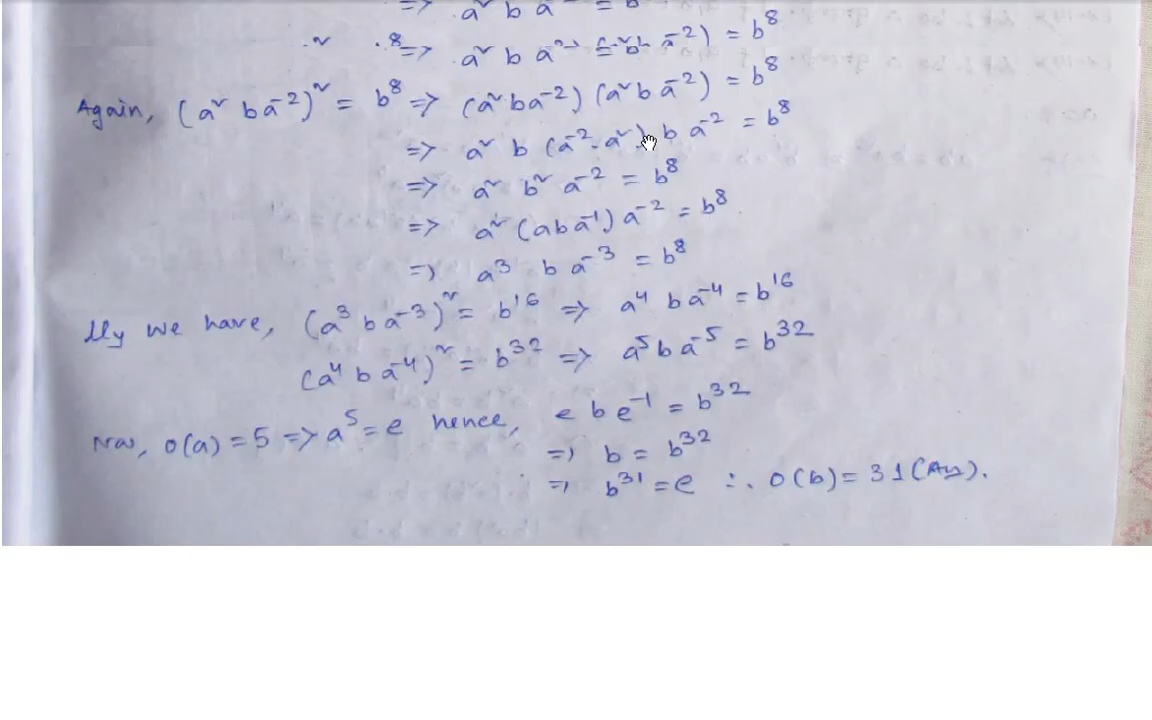 => a² b a
=> a² b a⁻²
Again, (a² b a⁻²)² = b⁸ => (a² b a⁻²) (a² b a⁻²) = b⁸
=> a² b (a⁻². a².) b a⁻² = b⁸
=> a² b² a⁻² = b⁸
=> a² (a b a⁻¹) a⁻² = b⁸
=> a³ b a⁻³ = b⁸
lly we have, (a³ b a⁻³)² = b¹⁶ => a⁴ b a⁻⁴ = b¹⁶
(a⁴ b a⁻⁴)² = b³² => a⁵ b a⁻⁵ = b³²
Now, o(a) = 5 => a⁵ = e hence, e b e⁻¹ = b³²
=> b = b³²
=> b³¹ = e ∴ o(b) = 31 (Ans).